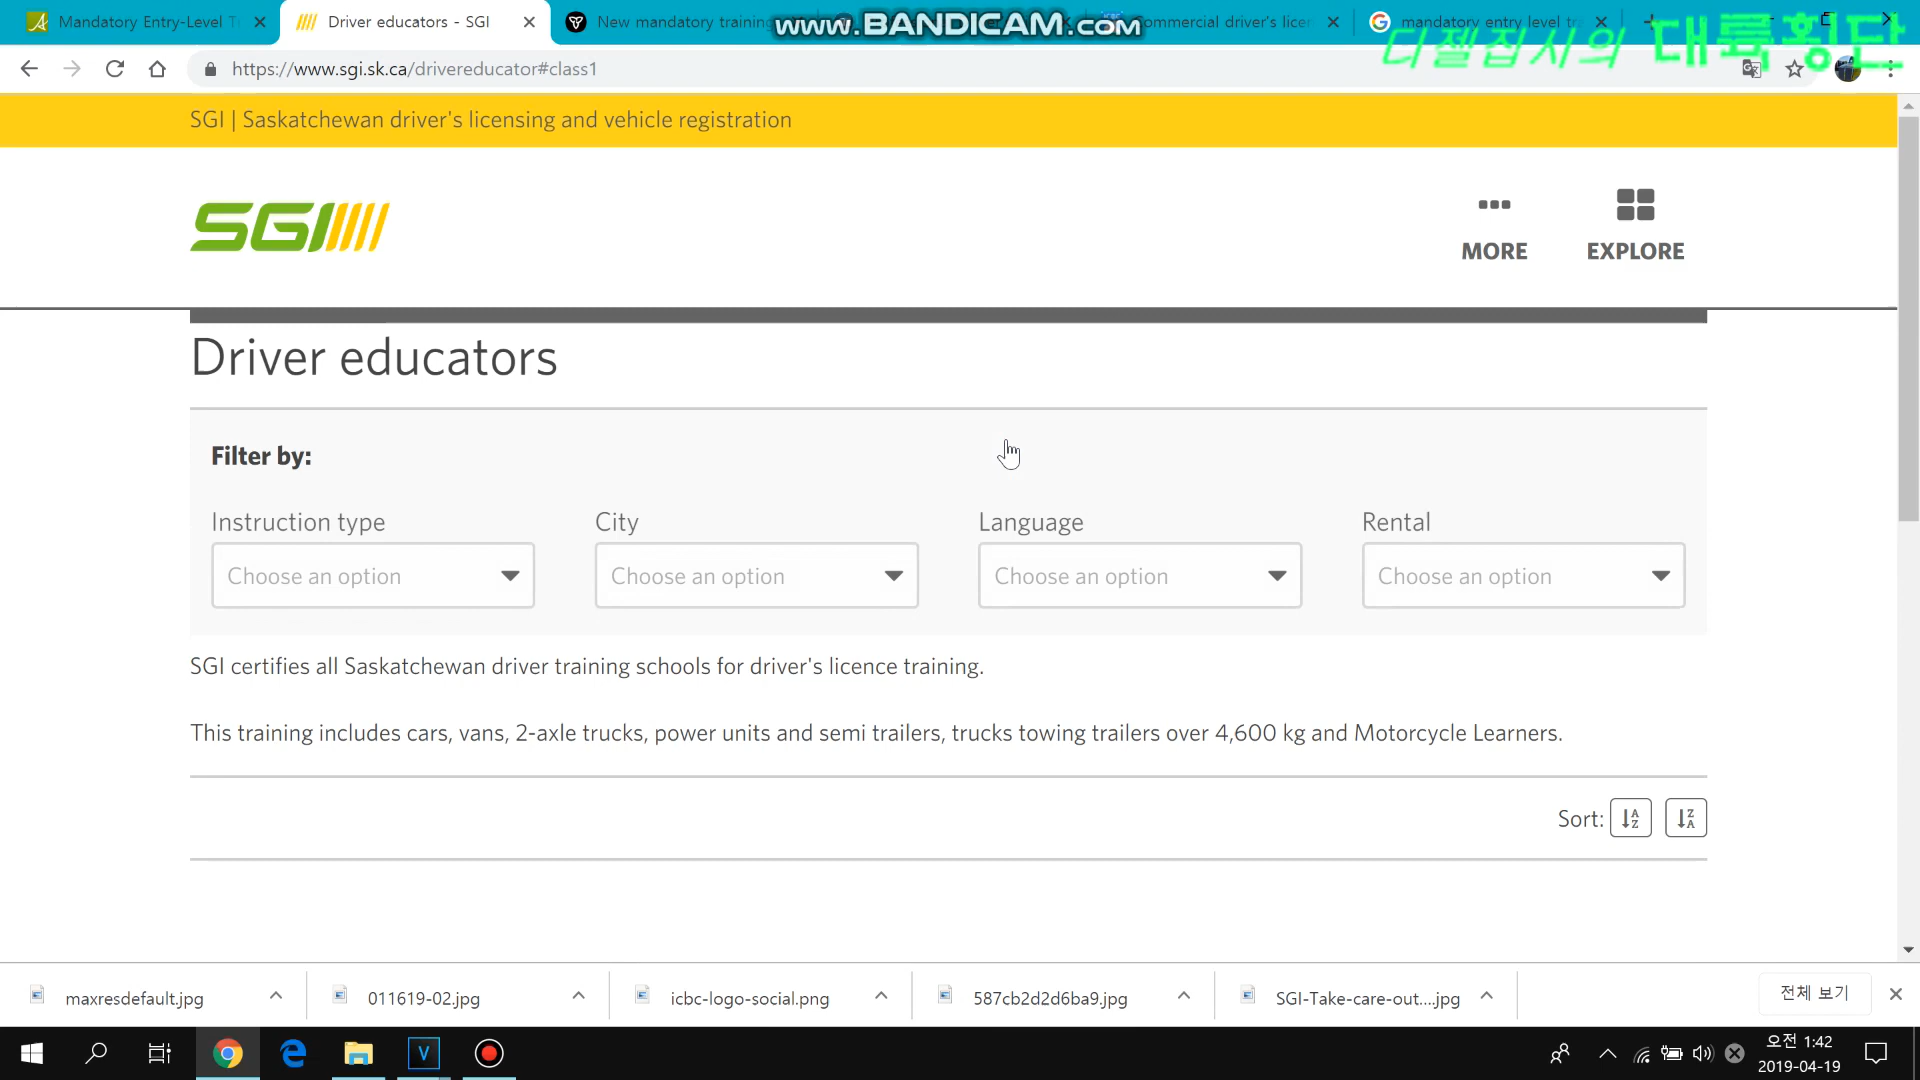 Mandatory Entry-Level T
Driver educators - SGI
New mandatory training
ommercial driver's licer
mandatory entry level tr
www.BANDICAM.com
디젤집시의 대륙횡단
https://www.sgi.sk.ca/drivereducator#class1
SGI | Saskatchewan driver's licensing and vehicle registration
SGI
MORE
EXPLORE
Driver educators
Filter by:
Instruction type
City
Language
Rental
Choose an option
Choose an option
Choose an option
Choose an option
SGI certifies all Saskatchewan driver training schools for driver's licence training.
This training includes cars, vans, 2-axle trucks, power units and semi trailers, trucks towing trailers over 4,600 kg and Motorcycle Learners.
Sort:
maxresdefault.jpg
011619-02.jpg
icbc-logo-social.png
587cb2d2d6ba9.jpg
SGI-Take-care-out....jpg
전체 보기
오전 1:42
2019-04-19